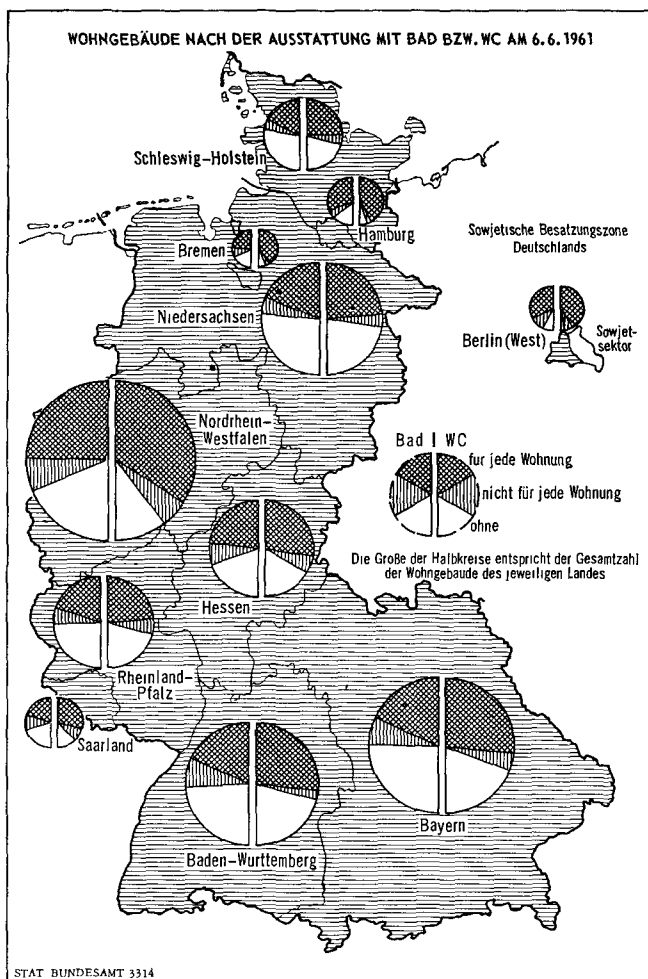 WOHNGEBÄUDE NACH DER AUSSTATTUNG MIT BAD BZW. WC AM 6.6.1961
Schleswig-Holstein
Hamburg
Bremen
Sowjetische Besatzungszone
Deutschlands
Niedersachsen
Berlin (West)
Sowjet-
sektor
Nordrhein-
Westfalen
Bad | WC
fur jede Wohnung
nicht für jede Wohnung
ohne
Die Große der Halbkreise entspricht der Gesamtzahl
der Wohngebaude des jeweiligen Landes
Hessen
Rheinland-
Pfalz
Saarland
Bayern
Baden-Wurttemberg
STAT BUNDESAMT 3314